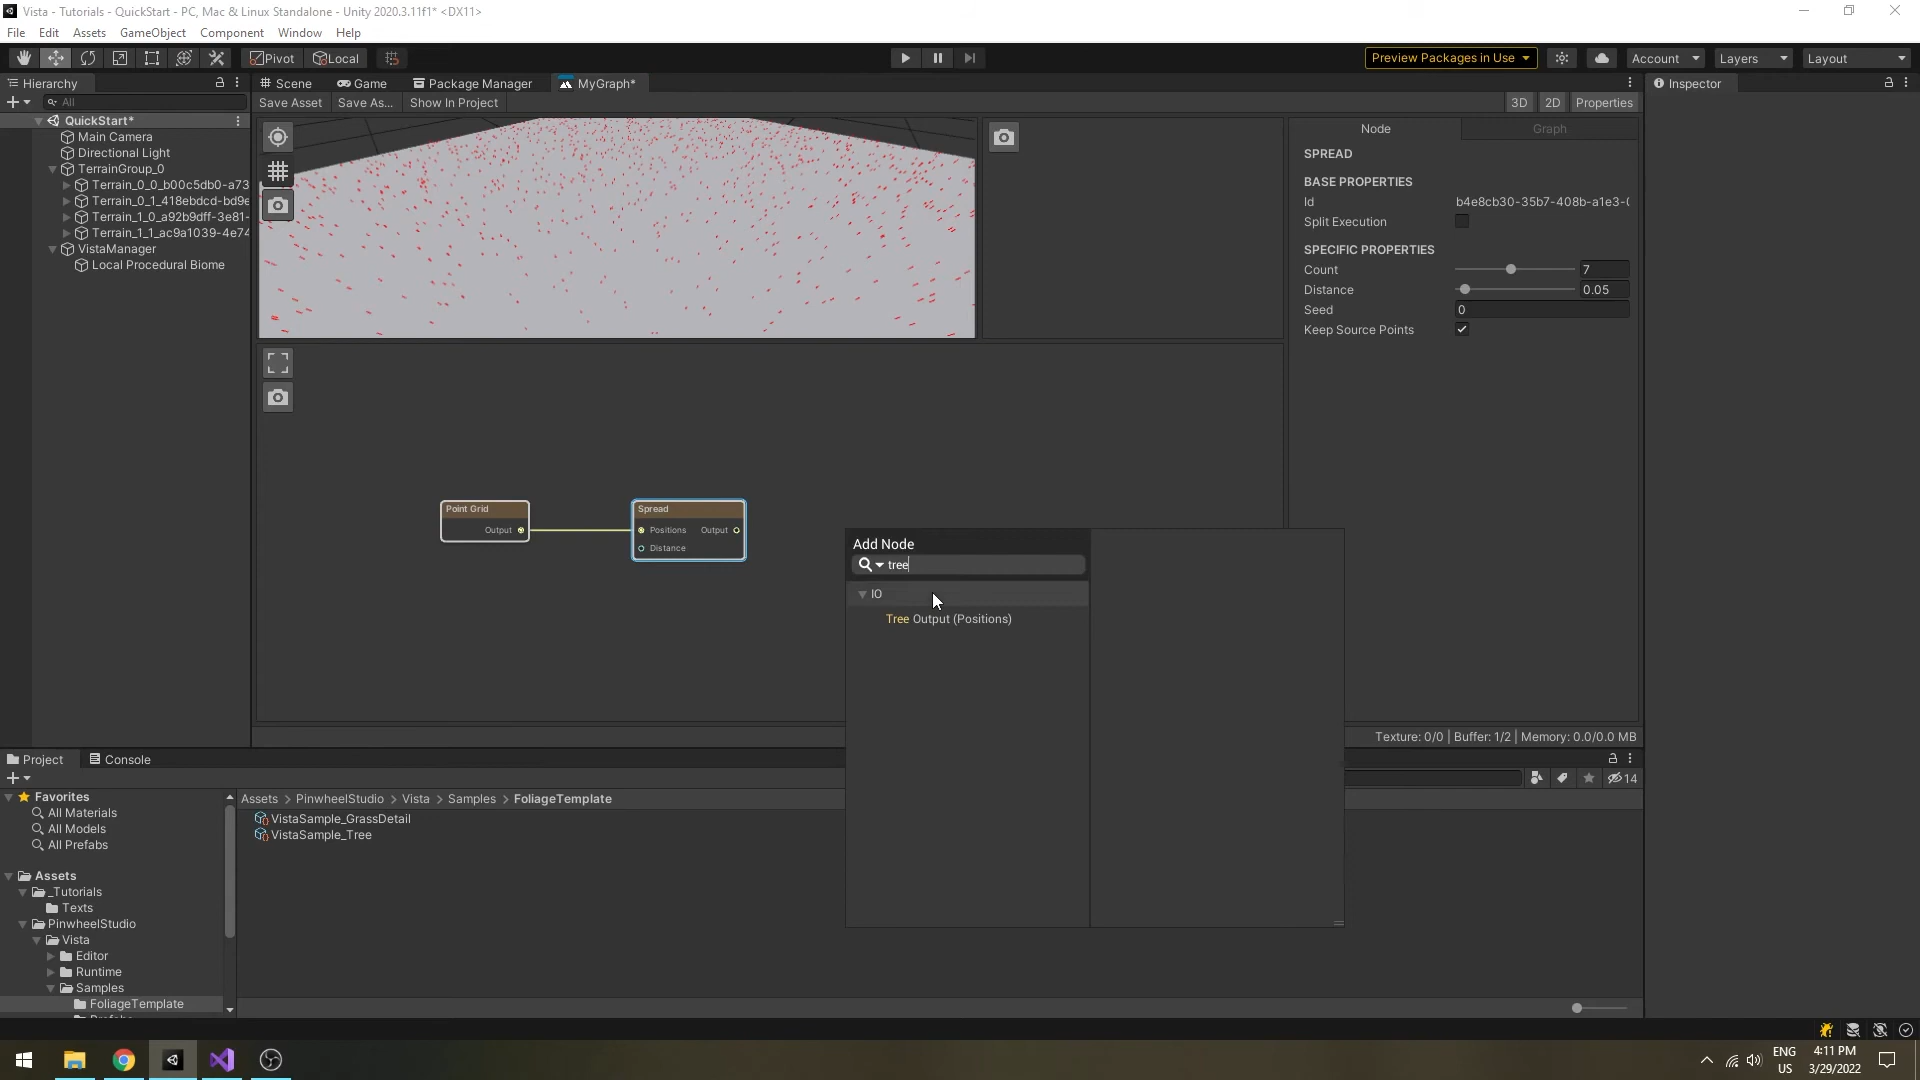 Vista - Tutorials - QuickStart - PC, Mac & Linux Standalone - Unity 2020.3.11f1* <DX11>
File Edit Assets GameObject Component Window Help
Pivot Local Preview Packages in Use Account Layers Layout
Hierarchy
All
QuickStart*
Main Camera
Directional Light
TerrainGroup_0
Terrain_0_0_b00c5db0-a73
Terrain_0_1_418ebdcd-bd9e
Terrain_1_0_a92b9dff-3e81-
Terrain_1_1_ac9a1039-4e74
VistaManager
Local Procedural Biome
Scene Game Package Manager MyGraph*
Save Asset Save As... Show In Project 3D 2D Properties
Node Graph
SPREAD
BASE PROPERTIES
Id b4e8cb30-35b7-408b-a1e3-(
Split Execution
SPECIFIC PROPERTIES
Count 7
Distance 0.05
Seed 0
Keep Source Points
Inspector
Point Grid
Output
Spread
Positions Output
Distance
Add Node
tree
IO
Tree Output (Positions)
Texture: 0/0 | Buffer: 1/2 | Memory: 0.0/0.0 MB
Project Console
14
Favorites
All Materials
All Models
All Prefabs
Assets
_Tutorials
Texts
PinwheelStudio
Vista
Editor
Runtime
Samples
FoliageTemplate
Assets > PinwheelStudio > Vista > Samples > FoliageTemplate
VistaSample_GrassDetail
VistaSample_Tree
ENG
US
4:11 PM
3/29/2022